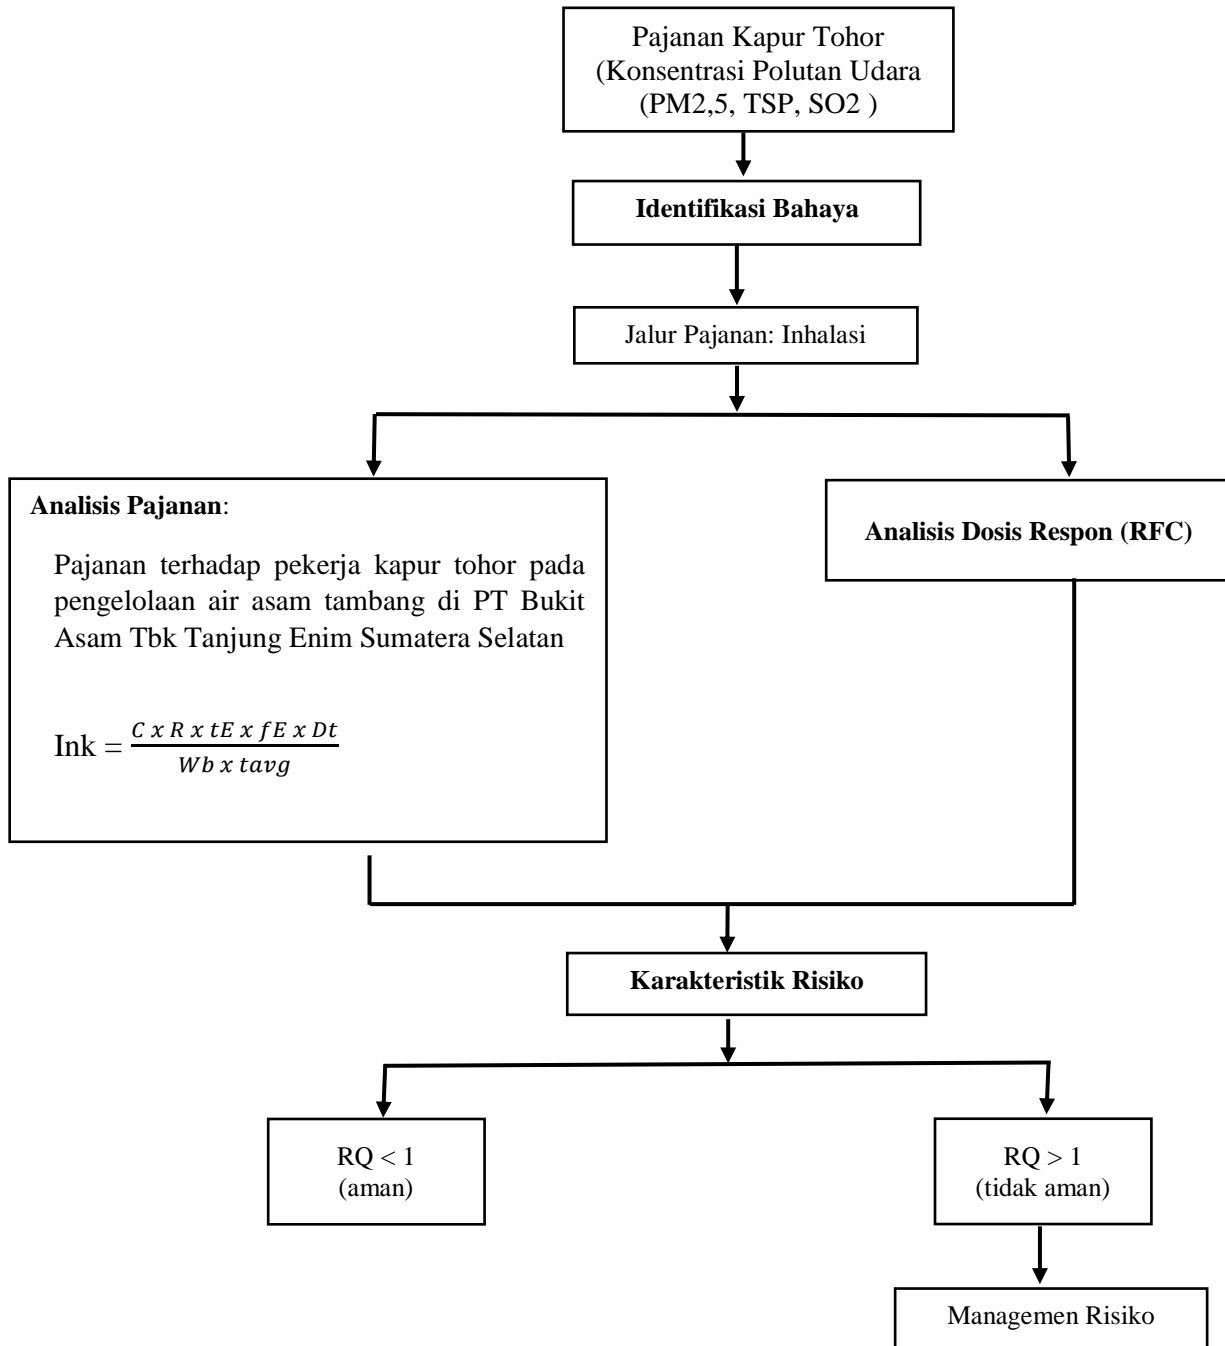 Pajanan Kapur Tohor
(Konsentrasi Polutan Udara
(PM2,5, TSP, SO2 )
Identifikasi Bahaya
Jalur Pajanan: Inhalasi
Analisis Pajanan:
Pajanan terhadap pekerja kapur tohor pada
pengelolaan air asam tambang di PT Bukit
Asam Tbk Tanjung Enim Sumatera Selatan
Ink = C x R x tE x fE x Dt
Wb x tavg
Analisis Dosis Respon (RFC)
Karakteristik Risiko
RQ < 1
(aman)
RQ > 1
(tidak aman)
Managemen Risiko